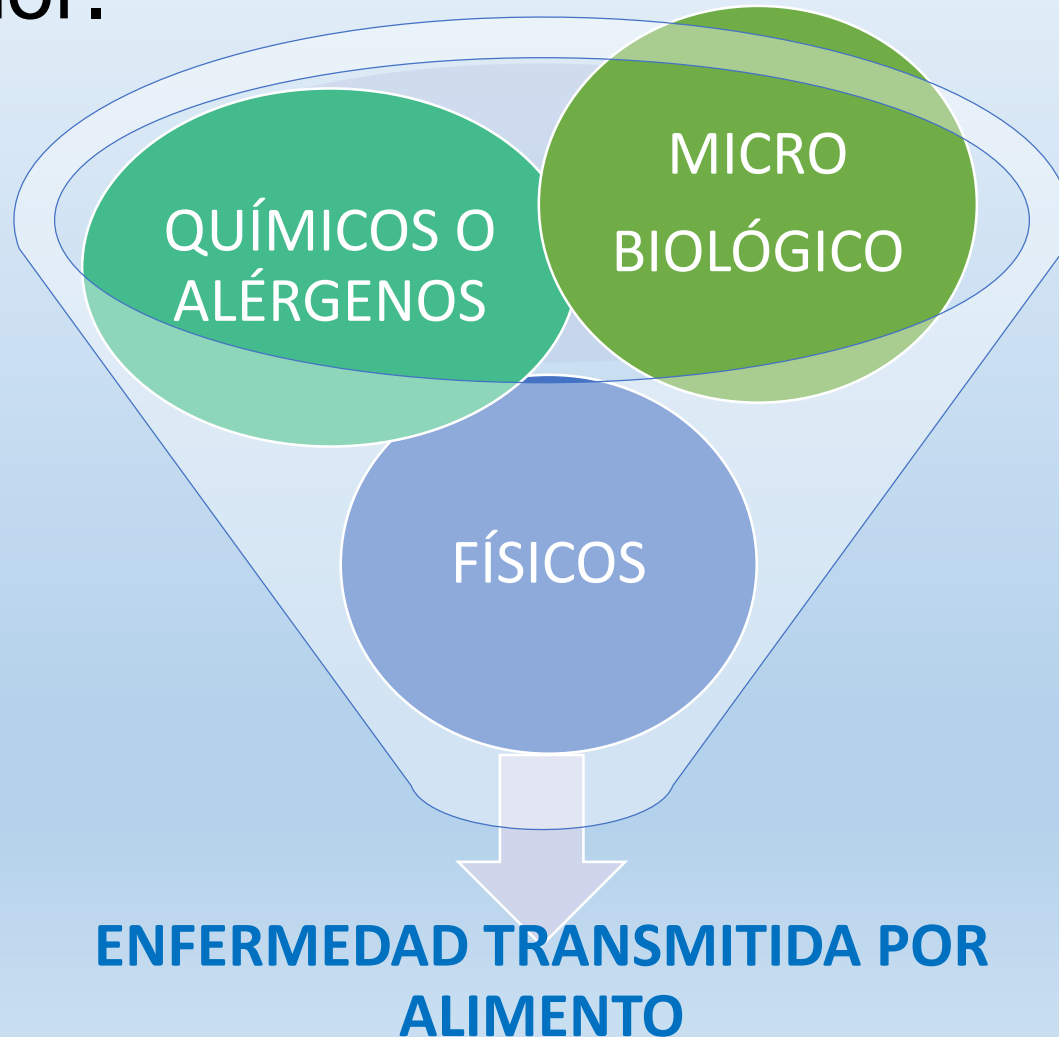 QUÍMICOS O
ALÉRGENOS
MICRO
BIOLÓGICO
FÍSICOS
ENFERMEDAD TRANSMITIDA POR
ALIMENTO